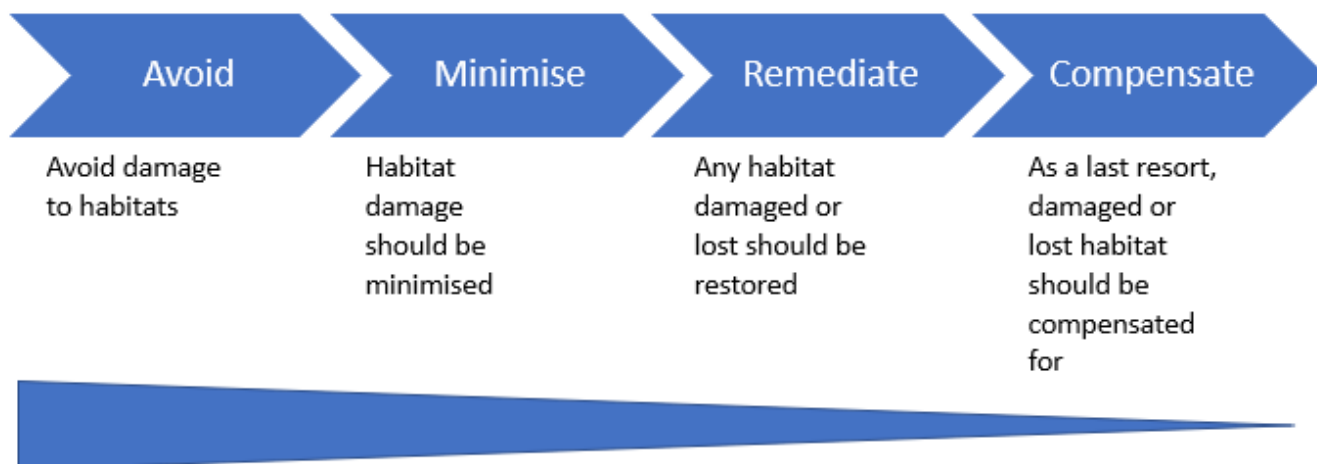 Avoid
Minimise
Remediate
Compensate
Avoid damage
to habitats
Habitat
damage
should be
minimised
Any habitat
damaged or
lost should be
restored
As a last resort,
damaged or
lost habitat
should be
compensated
for